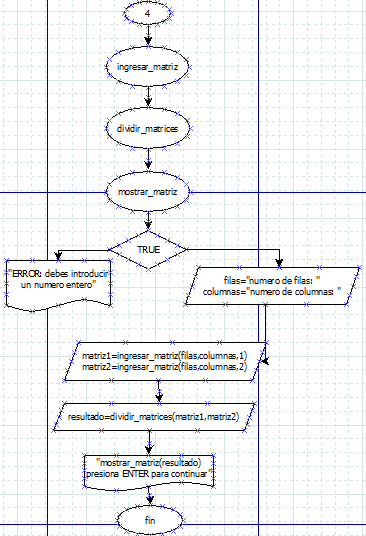 4
ingresar_matriz
dividir_matrices
mostrar_matriz
TRUE
"ERROR: debes introducir
un numero entero"
filas="numero de filas: "
columnas="numero de columnas: "
matriz1=ingresar_matriz(filas,columnas,1)
matriz2=ingresar_matriz(filas,columnas,2)
resultado=dividir_matrices(matriz1,matriz2)
"mostrar_matriz(resultado)
presiona ENTER para continuar"
fin